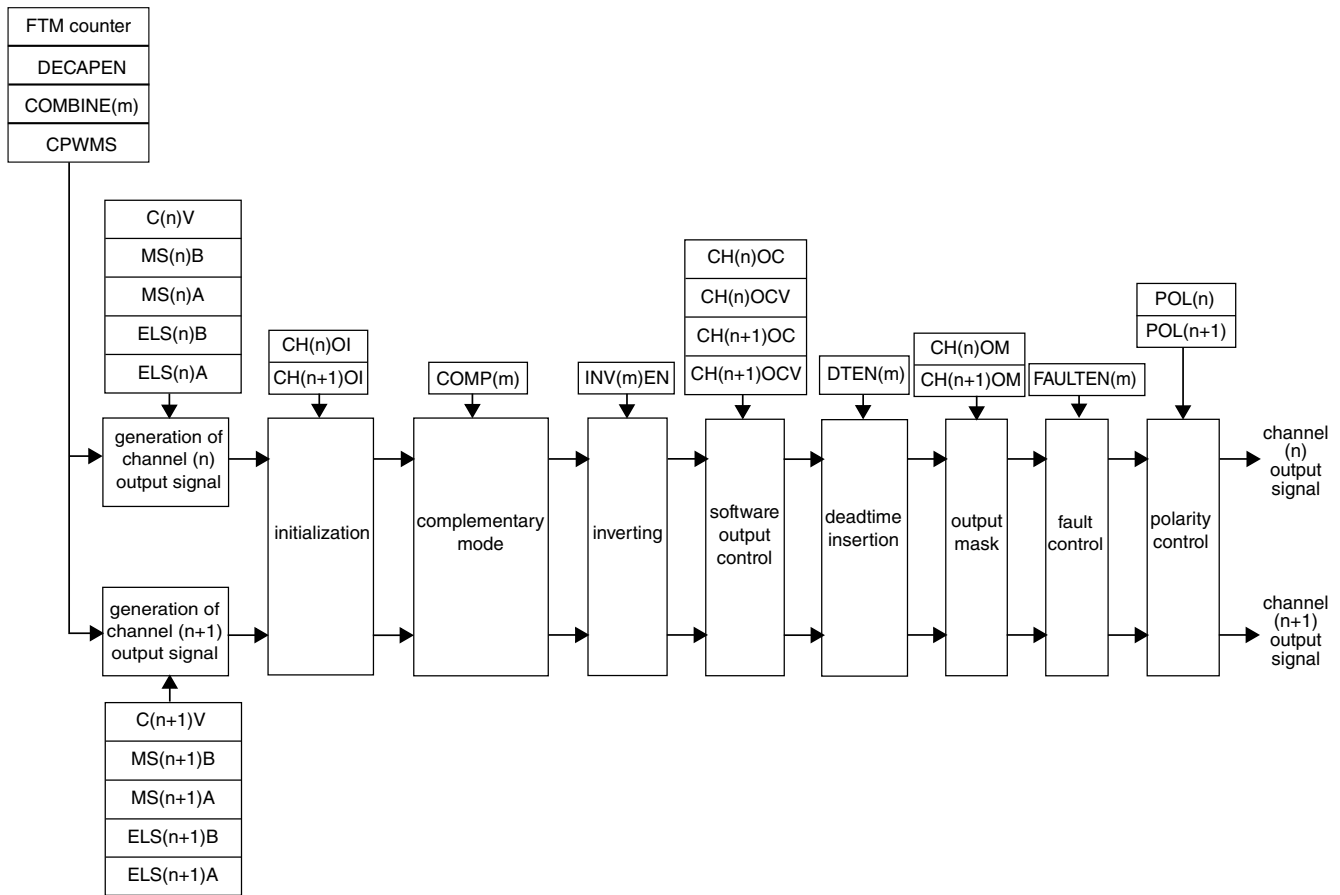 FTM counter
DECAPEN
COMBINE(m)
CPWMS
C(n)V
MS(n)B
MS(n)A
ELS(n)B
ELS(n)A
CH(n)OI
CH(n+1)OI
COMP(m)
INV(m)EN
CH(n)OC
CH(n)OCV
CH(n+1)OC
CH(n+1)OCV
DTEN(m)
CH(n)OM
CH(n+1)OM
FAULTEN(m)
POL(n)
POL(n+1)
generation of
channel (n)
output signal
initialization
complementary
mode
inverting
software
output
control
deadtime
insertion
output
mask
fault
control
polarity
control
channel
(n)
output
signal
generation of
channel (n+1)
output signal
channel
(n+1)
output
signal
C(n+1)V
MS(n+1)B
MS(n+1)A
ELS(n+1)B
ELS(n+1)A